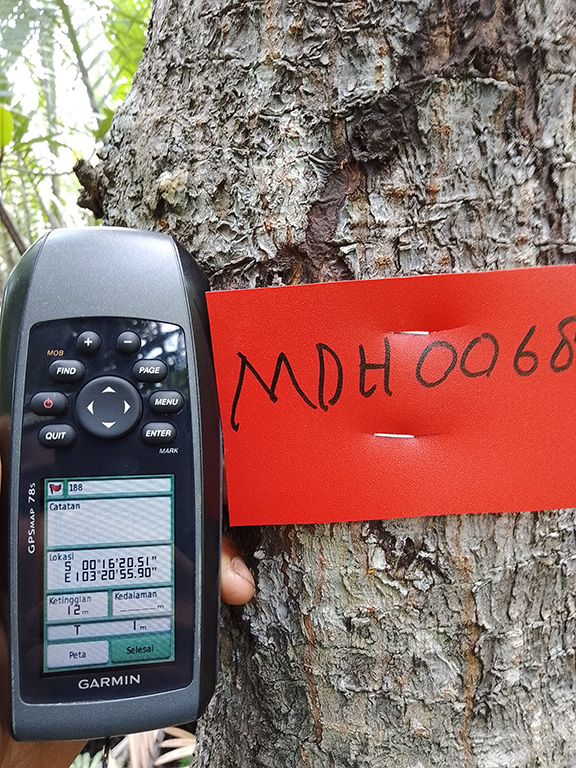 MOB
+
-
FIND
PAGE
MENU
QUIT
ENTER
MARK
GPSMAP 78s
188
Catatan
Lokasi
S 00°16'20.51"
E103°20'55.90"
Ketinggian
Kedalaman
12m
_____m
T
1m
Peta
Selesai
GARMIN
MDH0068